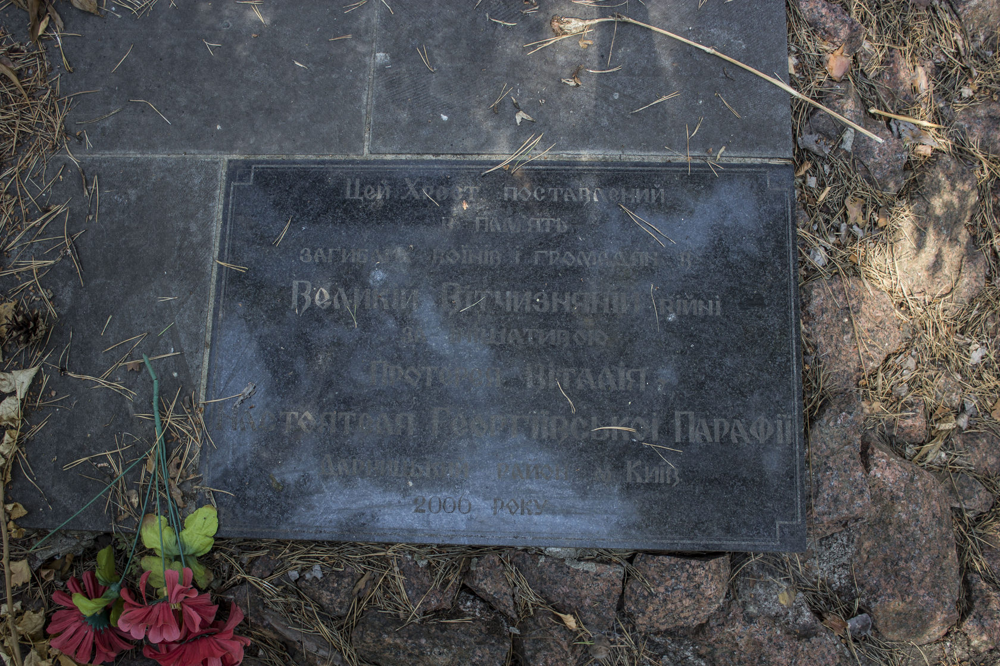 Цей Хрест поставлений
в пам'ять
загиблих воїнів і громадян у
Великій Вітчизняній війні
за ініціативою
Протоієрея Віталія
Настоятеля Георгіївської Парафії
Дарницького району м. Київ
2000 року